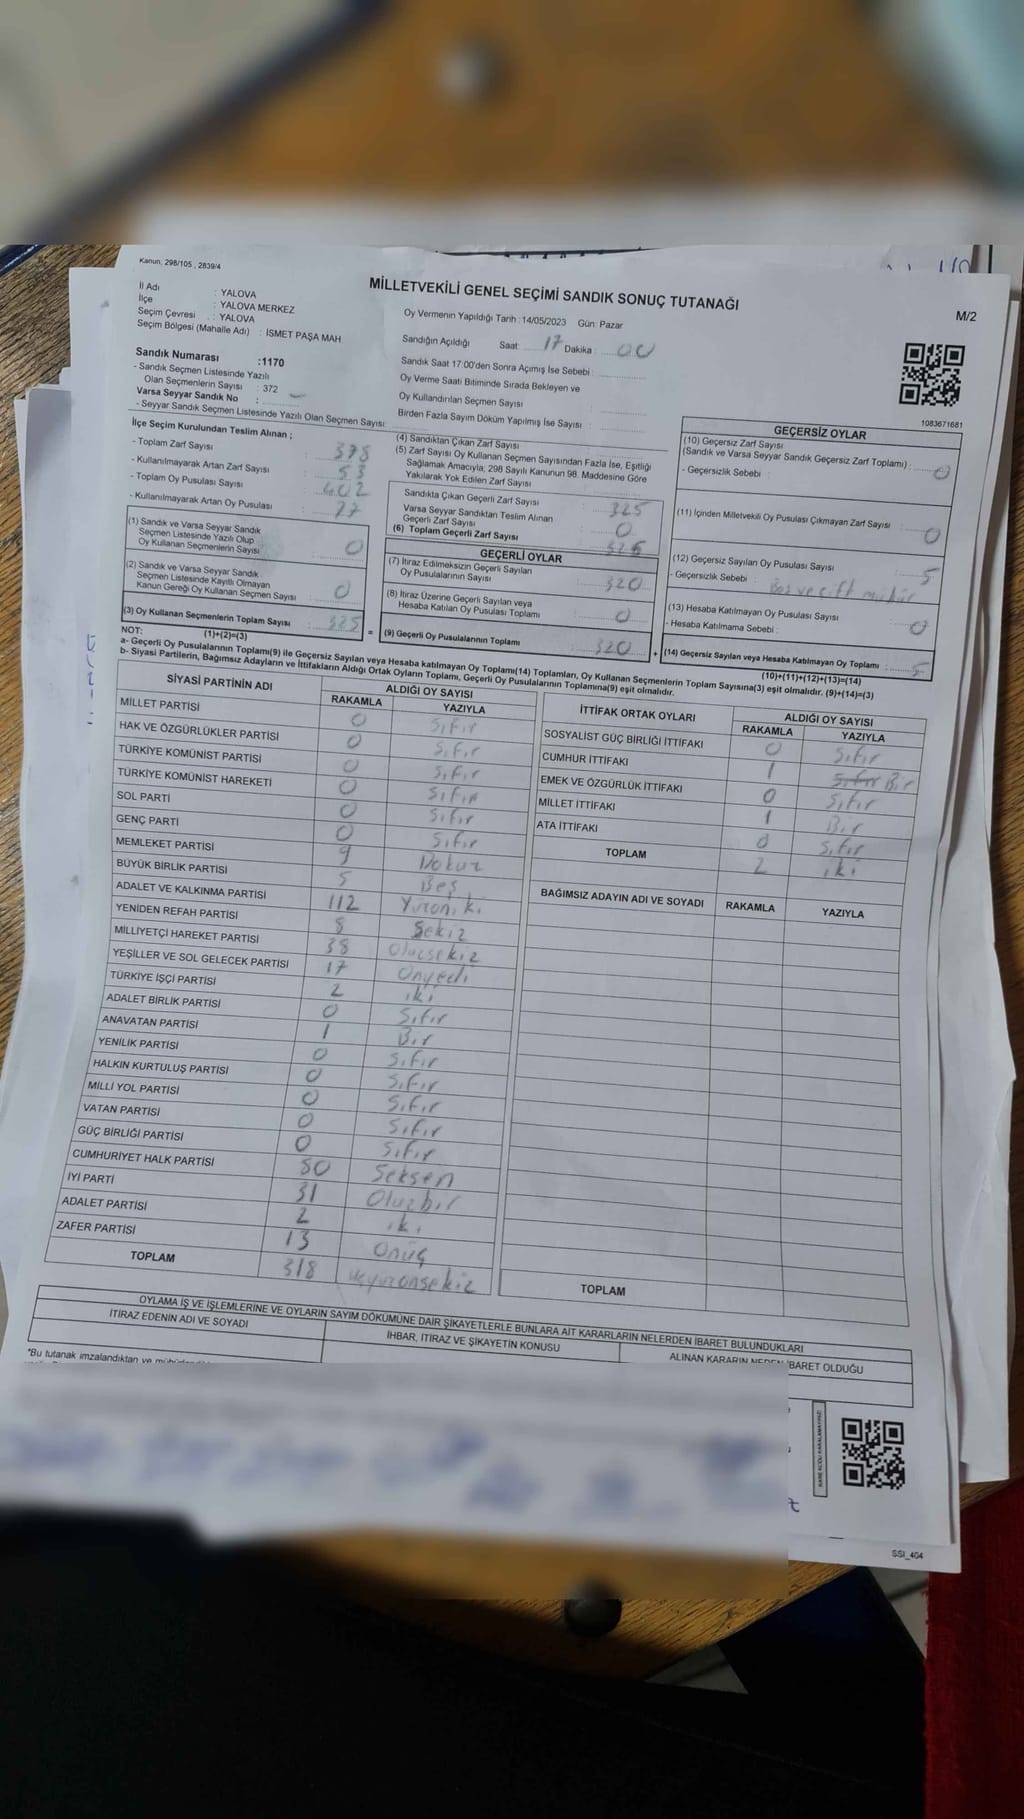 Kanun; 298/105 , 2839/4
MİLLETVEKİLİ GENEL SEÇİMİ SANDIK SONUÇ TUTANAĞI
M/2
İl Adı : YALOVA
İlçe : YALOVA MERKEZ
Seçim Çevresi : YALOVA
Seçim Bölgesi (Mahalle Adı) : İSMET PAŞA MAH
Oy Vermenin Yapıldığı Tarih : 14/05/2023 Gün: Pazar
Sandığın Açıldığı Saat: 17 Dakika : 00
Sandık Saat 17:00'den Sonra Açımış İse Sebebi :
Oy Verme Saati Bitiminde Sırada Bekleyen ve
Oy Kullandırılan Seçmen Sayısı :
Birden Fazla Sayım Döküm Yapılmış İse Sayısı :
Sandık Numarası :1170
- Sandık Seçmen Listesinde Yazılı
Olan Seçmenlerin Sayısı : 372
Varsa Seyyar Sandık No :
- Seyyar Sandık Seçmen Listesinde Yazılı Olan Seçmen Sayısı:
1083671681
İlçe Seçim Kurulundan Teslim Alınan ;
- Toplam Zarf Sayısı : 378
- Kullanılmayarak Artan Zarf Sayısı : 53
- Toplam Oy Pusulası Sayısı : 402
- Kullanılmayarak Artan Oy Pusulası : 77
(1) Sandık ve Varsa Seyyar Sandık
Seçmen Listesinde Yazılı Olup
Oy Kullanan Seçmenlerin Sayısı : 0
(2) Sandık ve Varsa Seyyar Sandık
Seçmen Listesinde Kayıtlı Olmayan
Kanun Gereği Oy Kullanan Seçmen Sayısı : 0
(3) Oy Kullanan Seçmenlerin Toplam Sayısı : 325
(1)+(2)=(3)
(4) Sandıktan Çıkan Zarf Sayısı :
(5) Zarf Sayısı Oy Kullanan Seçmen Sayısından Fazla İse, Eşitliği
Sağlamak Amacıyla; 298 Sayılı Kanunun 98. Maddesine Göre
Yakılarak Yok Edilen Zarf Sayısı :
Sandıkta Çıkan Geçerli Zarf Sayısı : 325
Varsa Seyyar Sandıktan Teslim Alınan
Geçerli Zarf Sayısı : 0
(6) Toplam Geçerli Zarf Sayısı : 325
GEÇERLİ OYLAR
(7) İtiraz Edilmeksizin Geçerli Sayılan
Oy Pusulalarının Sayısı : 320
(8) İtiraz Üzerine Geçerli Sayılan veya
Hesaba Katılan Oy Pusulası Toplamı : 0
= (9) Geçerli Oy Pusulalarının Toplamı : 320
GEÇERSİZ OYLAR
(10) Geçersiz Zarf Sayısı
(Sandık ve Varsa Seyyar Sandık Geçersiz Zarf Toplamı) : 0
- Geçersizlik Sebebi :
(11) İçinden Milletvekili Oy Pusulası Çıkmayan Zarf Sayısı : 0
(12) Geçersiz Sayılan Oy Pusulası Sayısı : 5
- Geçersizlik Sebebi : Boş ve çift mühür
(13) Hesaba Katılmayan Oy Pusulası Sayısı : 0
- Hesaba Katılmama Sebebi :
+ (14) Geçersiz Sayılan veya Hesaba Katılmayan Oy Toplamı : 5
(10)+(11)+(12)+(13)=(14)
NOT:
a- Geçerli Oy Pusulalarının Toplamı(9) ile Geçersiz Sayılan veya Hesaba katılmayan Oy Toplamı(14) Toplamları, Oy Kullanan Seçmenlerin Toplam Sayısına(3) eşit olmalıdır. (9)+(14)=(3)
b- Siyasi Partilerin, Bağımsız Adayların ve İttifakların Aldığı Ortak Oyların Toplamı, Geçerli Oy Pusulalarının Toplamına(9) eşit olmalıdır.
SİYASİ PARTİNİN ADI ALDIĞI OY SAYISI
RAKAMLA YAZIYLA
MİLLET PARTİSİ 0 Sıfır
HAK VE ÖZGÜRLÜKLER PARTİSİ 0 Sıfır
TÜRKİYE KOMÜNİST PARTİSİ 0 Sıfır
TÜRKİYE KOMÜNİST HAREKETİ 0 Sıfır
SOL PARTİ 0 Sıfır
GENÇ PARTİ 0 Sıfır
MEMLEKET PARTİSİ 9 Dokuz
BÜYÜK BİRLİK PARTİSİ 5 Beş
ADALET VE KALKINMA PARTİSİ 112 Yüzoniki
YENİDEN REFAH PARTİSİ 8 Sekiz
MİLLİYETÇİ HAREKET PARTİSİ 38 Otuzsekiz
YEŞİLLER VE SOL GELECEK PARTİSİ 17 Onyedi
TÜRKİYE İŞÇİ PARTİSİ 2 iki
ADALET BİRLİK PARTİSİ 0 Sıfır
ANAVATAN PARTİSİ 1 Bir
YENİLİK PARTİSİ 0 Sıfır
HALKIN KURTULUŞ PARTİSİ 0 Sıfır
MİLLİ YOL PARTİSİ 0 Sıfır
VATAN PARTİSİ 0 Sıfır
GÜÇ BİRLİĞİ PARTİSİ 0 Sıfır
CUMHURİYET HALK PARTİSİ 80 Seksen
İYİ PARTİ 31 Otuzbir
ADALET PARTİSİ 2 iki
ZAFER PARTİSİ 13 Onüç
TOPLAM 318 üçyüzonsekiz
İTTİFAK ORTAK OYLARI ALDIĞI OY SAYISI
RAKAMLA YAZIYLA
SOSYALİST GÜÇ BİRLİĞİ İTTİFAKI 0 Sıfır
CUMHUR İTTİFAKI 1 Sıfır Bir
EMEK VE ÖZGÜRLÜK İTTİFAKI 0 Sıfır
MİLLET İTTİFAKI 1 Bir
ATA İTTİFAKI 0 Sıfır
TOPLAM 2 iki
BAĞIMSIZ ADAYIN ADI VE SOYADI RAKAMLA YAZIYLA
TOPLAM
OYLAMA İŞ VE İŞLEMLERİNE VE OYLARIN SAYIM DÖKÜMÜNE DAİR ŞİKAYETLERLE BUNLARA AİT KARARLARIN NELERDEN İBARET BULUNDUKLARI
İTİRAZ EDENİN ADI VE SOYADI İHBAR, İTİRAZ VE ŞİKAYETİN KONUSU ALINAN KARARIN NEDEN İBARET OLDUĞU
*Bu tutanak imzalandıktan ve
SSI_404